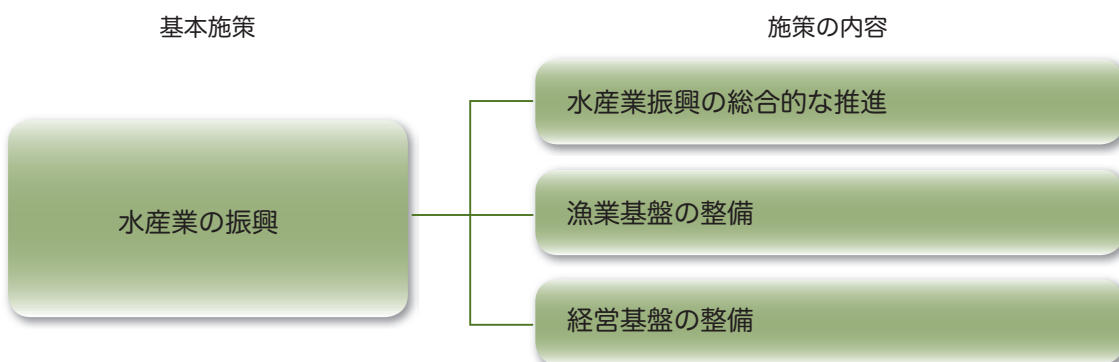 基本施策
施策の内容
水産業の振興
水産業振興の総合的な推進
漁業基盤の整備
経営基盤の整備